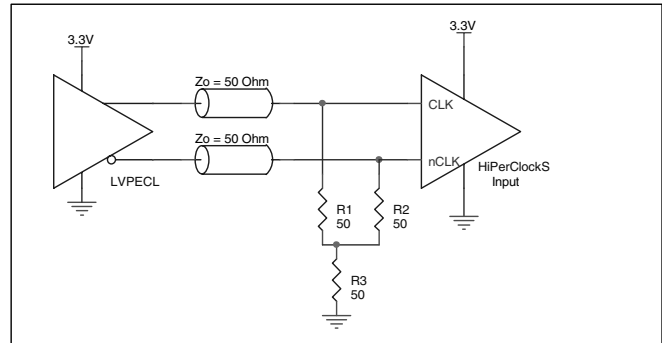 3.3V
3.3V
Zo = 50 Ohm
CLK
Zo = 50 Ohm
nCLK
LVPECL
HiPerClockS
Input
R1
50
R2
50
R3
50